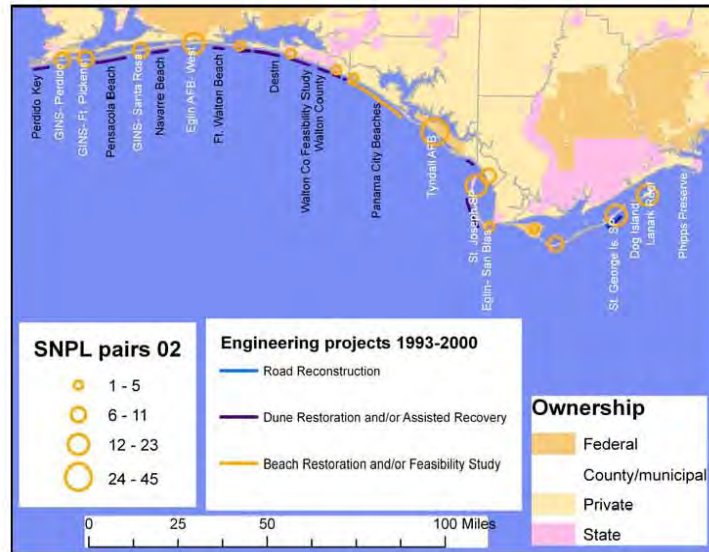 Perdido Key
GINS- Perdido
GINS- Ft Pickens
Pensacola Beach
GINS- Santa Rosa
Navarre Beach
Eglin AFB- West
Ft. Walton Beach
Destin
Walton Co Feasibility Study
Walton County
Panama City Beaches
Tyndall AFB
St. Joseph SP
Eglin- San Blas
St. George Is. SP
Dog Island
Lanark Reef
Phipps Preserve
SNPL pairs 02
1 - 5
6 - 11
12 - 23
24 - 45
Engineering projects 1993-2000
Road Reconstruction
Dune Restoration and/or Assisted Recovery
Beach Restoration and/or Feasibility Study
Ownership
Federal
County/municipal
Private
State
0 25 50 100 Miles